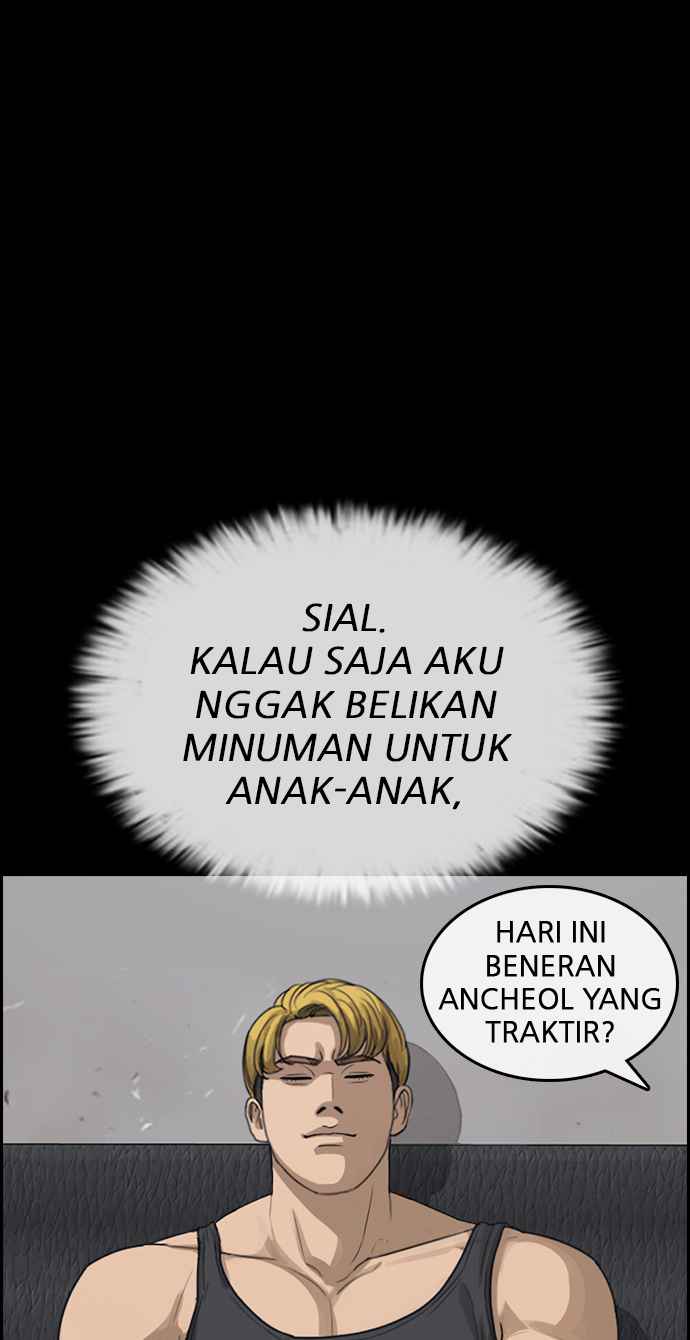 SIAL.
KALAU SAJA AKU
NGGAK BELIKAN
MINUMAN UNTUK
ANAK-ANAK,
HARI INI
BENERAN
ANCHEOL YANG
TRAKTIR?